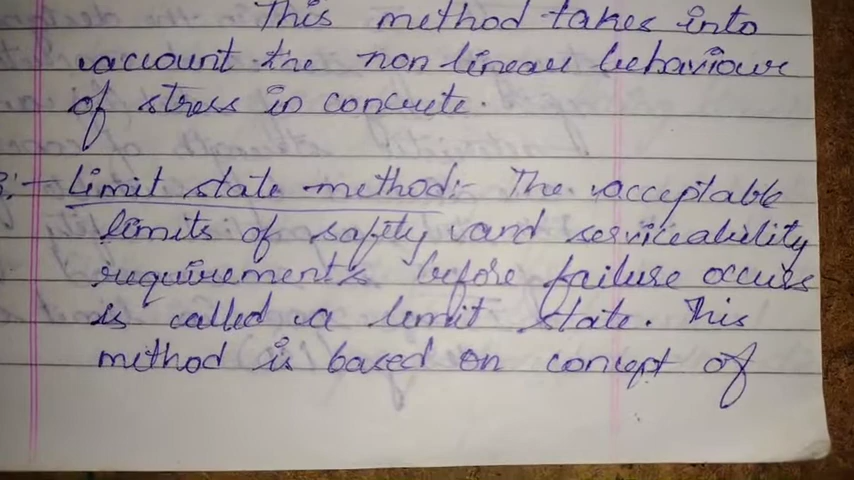 This method takes into
account the non linear behaviour
of stress in concrete.
3:- Limit state method:- The acceptable
limits of safety and serviceability
requirements before failure occurs
is called a limit state. This
method is based on concept of